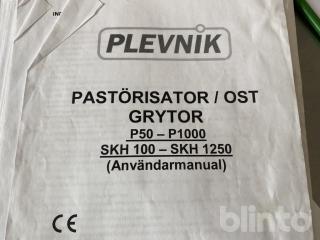 PLEVNIK
PASTÖRISATOR / OST
GRYTOR
P50 – P1000
SKH 100 – SKH 1250
(Användarmanual)
CE
blinto